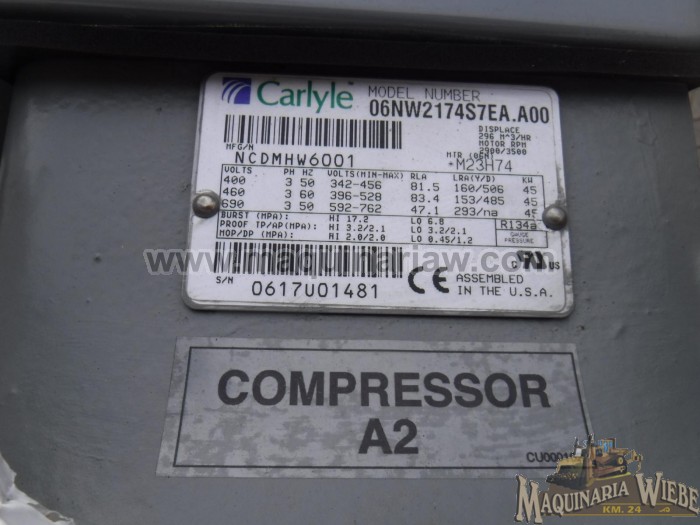 Carlyle
MODEL NUMBER
06NW2174S7EA.A00
DISPLACE
296 M^3/HR
MOTOR RPM
2900/3500
MFG/N
NCDMHW6001
MTR (06N)
*M23H74
VOLTS PH HZ VOLTS(MIN-MAX) RLA LRA(Y/D) KW
400 3 50 342-456 81.5 160/506 45
460 3 60 396-528 83.4 153/485 45
690 3 50 592-762 47.1 293/na 45
BURST (MPA): HI 17.2 LO 6.8
PROOF TP/AP(MPA): HI 3.2/2.1 LO 3.2/2.1
MOP/DP (MPA): HI 2.0/2.0 LO 0.45/1.2
R134a
GAUGE
PRESSURE
www.maquinariaw.com
S/N
0617U01481
CE
c US
ASSEMBLED
IN THE U.S.A.
COMPRESSOR
A2
MAQUINARIA WIEBE
KM. 24